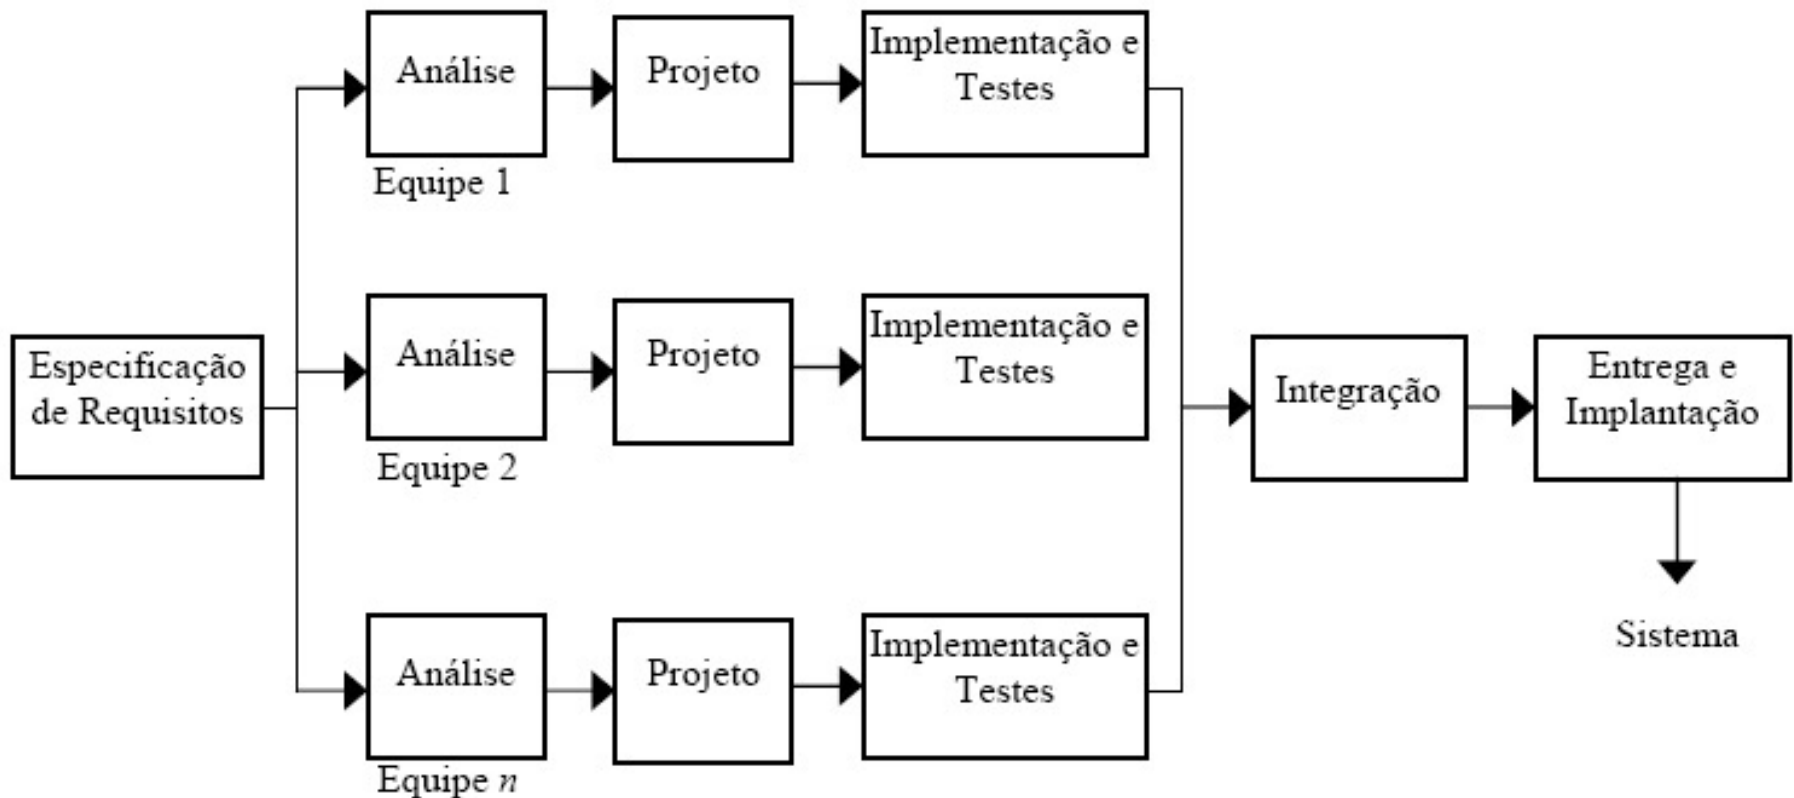 Análise
Projeto
Implementação e
Testes
Equipe 1
Especificação
de Requisitos
Análise
Projeto
Implementação e
Testes
Equipe 2
Integração
Entrega e
Implantação
Sistema
Análise
Projeto
Implementação e
Testes
Equipe n